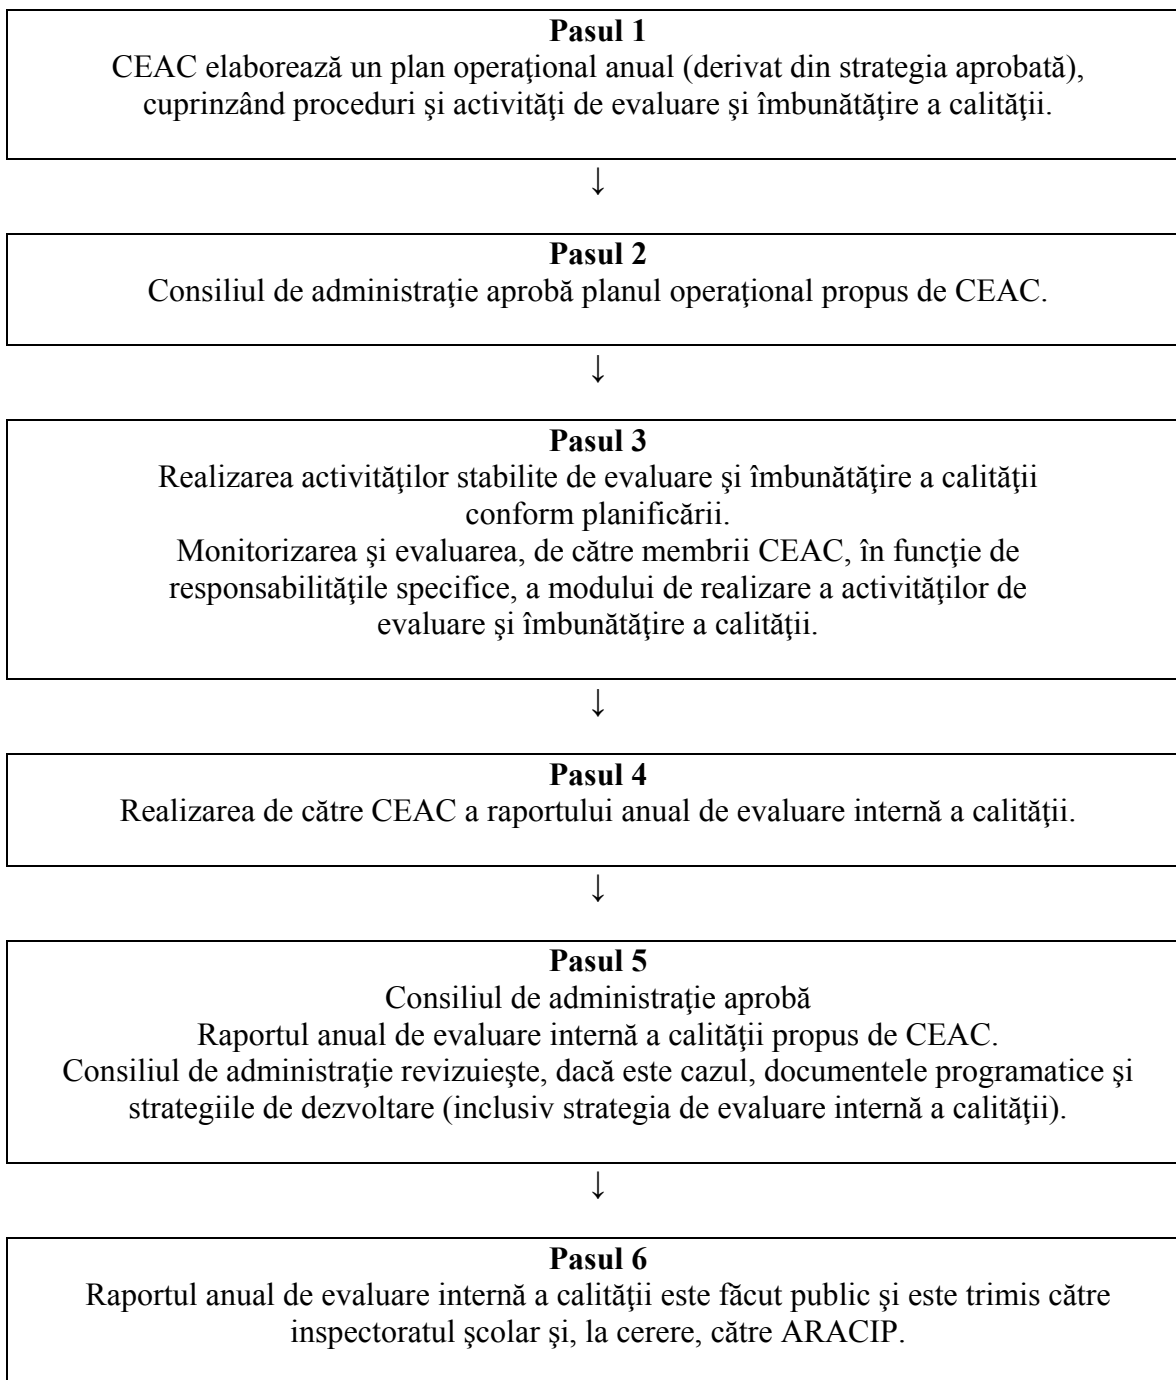 Pasul 1
CEAC elaborează un plan operaţional anual (derivat din strategia aprobată),
cuprinzând proceduri şi activităţi de evaluare şi îmbunătăţire a calităţii.
↓
Pasul 2
Consiliul de administraţie aprobă planul operaţional propus de CEAC.
↓
Pasul 3
Realizarea activităţilor stabilite de evaluare şi îmbunătăţire a calităţii
conform planificării.
Monitorizarea şi evaluarea, de către membrii CEAC, în funcţie de
responsabilităţile specifice, a modului de realizare a activităţilor de
evaluare şi îmbunătăţire a calităţii.
↓
Pasul 4
Realizarea de către CEAC a raportului anual de evaluare internă a calităţii.
↓
Pasul 5
Consiliul de administraţie aprobă
Raportul anual de evaluare internă a calităţii propus de CEAC.
Consiliul de administraţie revizuieşte, dacă este cazul, documentele programatice şi
strategiile de dezvoltare (inclusiv strategia de evaluare internă a calităţii).
↓
Pasul 6
Raportul anual de evaluare internă a calităţii este făcut public şi este trimis către
inspectoratul şcolar şi, la cerere, către ARACIP.